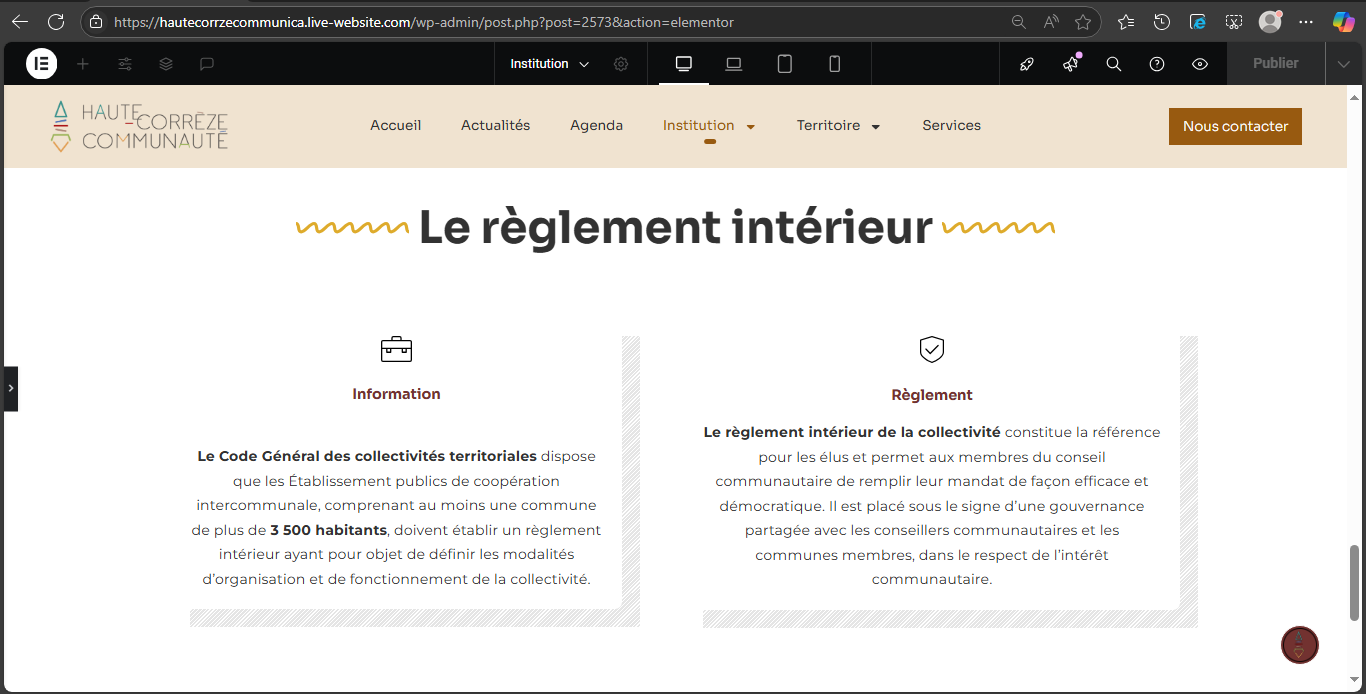 https://hautecorrzecommunica.live-website.com/wp-admin/post.php?post=2573&action=elementor
Institution
Publier
HAUTE
-CORRÈZE
COMMUNAUTÉ
Accueil Actualités Agenda Institution Territoire Services Nous contacter
Le règlement intérieur
Information
Le Code Général des collectivités territoriales dispose
que les Établissement publics de coopération
intercommunale, comprenant au moins une commune
de plus de 3 500 habitants, doivent établir un règlement
intérieur ayant pour objet de définir les modalités
d’organisation et de fonctionnement de la collectivité.
Règlement
Le règlement intérieur de la collectivité constitue la référence
pour les élus et permet aux membres du conseil
communautaire de remplir leur mandat de façon efficace et
démocratique. Il est placé sous le signe d’une gouvernance
partagée avec les conseillers communautaires et les
communes membres, dans le respect de l’intérêt
communautaire.